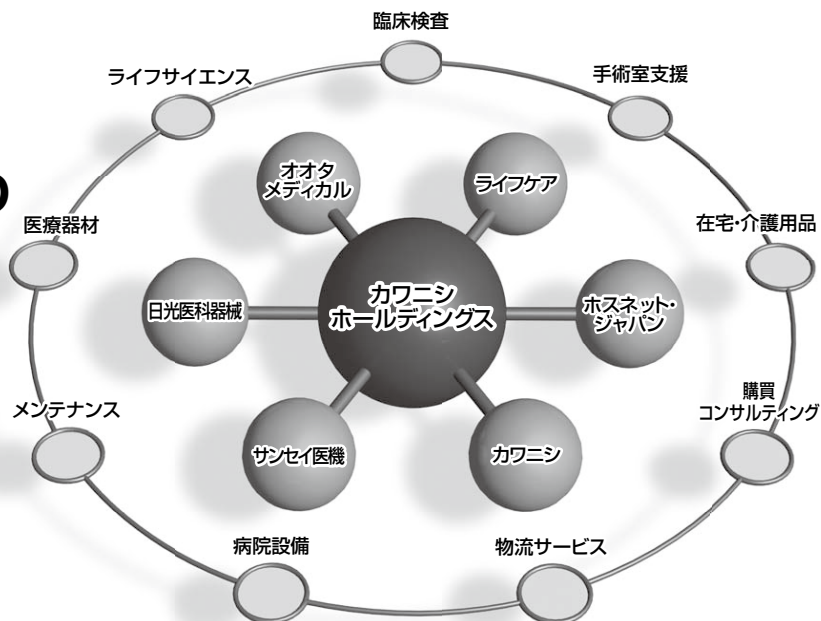 臨床検査
ライフサイエンス
手術室支援
オオタ
メディカル
ライフケア
医療器材
在宅・介護用品
カワニシ
ホールディングス
日光医科器械
ホスネット・
ジャパン
メンテナンス
購買
コンサルティング
サンセイ医機
カワニシ
病院設備
物流サービス